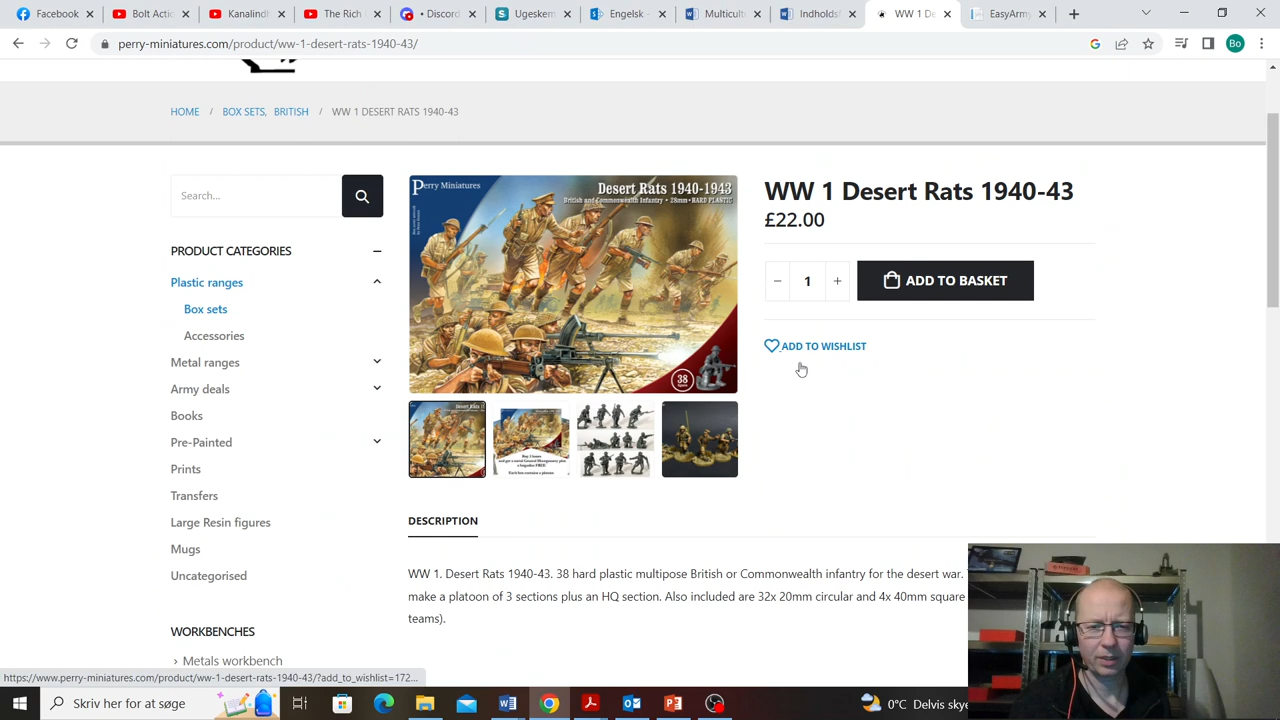 Facebook
Bolt Actio
Kanalindh
The Rich
• Discord
Ugeskem
Engelsk -
Multicultu
Indholdsf
WW 1 De
EasyArmy
perry-miniatures.com/product/ww-1-desert-rats-1940-43/
Bo
HOME / BOX SETS, BRITISH / WW 1 DESERT RATS 1940-43
Search...
PRODUCT CATEGORIES
Plastic ranges
Box sets
Accessories
Metal ranges
Army deals
Books
Pre-Painted
Prints
Transfers
Large Resin figures
Mugs
Uncategorised
WORKBENCHES
Metals workbench
Perry Miniatures
Desert Rats 1940-1943
British and Commonwealth Infantry • 28mm • HARD PLASTIC
38
WW 1 Desert Rats 1940-43
£22.00
1
ADD TO BASKET
ADD TO WISHLIST
DESCRIPTION
WW 1. Desert Rats 1940-43. 38 hard plastic multipose British or Commonwealth infantry for the desert war.
make a platoon of 3 sections plus an HQ section. Also included are 32x 20mm circular and 4x 40mm square
teams).
https://www.perry-miniatures.com/product/ww-1-desert-rats-1940-43/?add_to_wishlist=172...
Skriv her for at søge
0°C Delvis skye